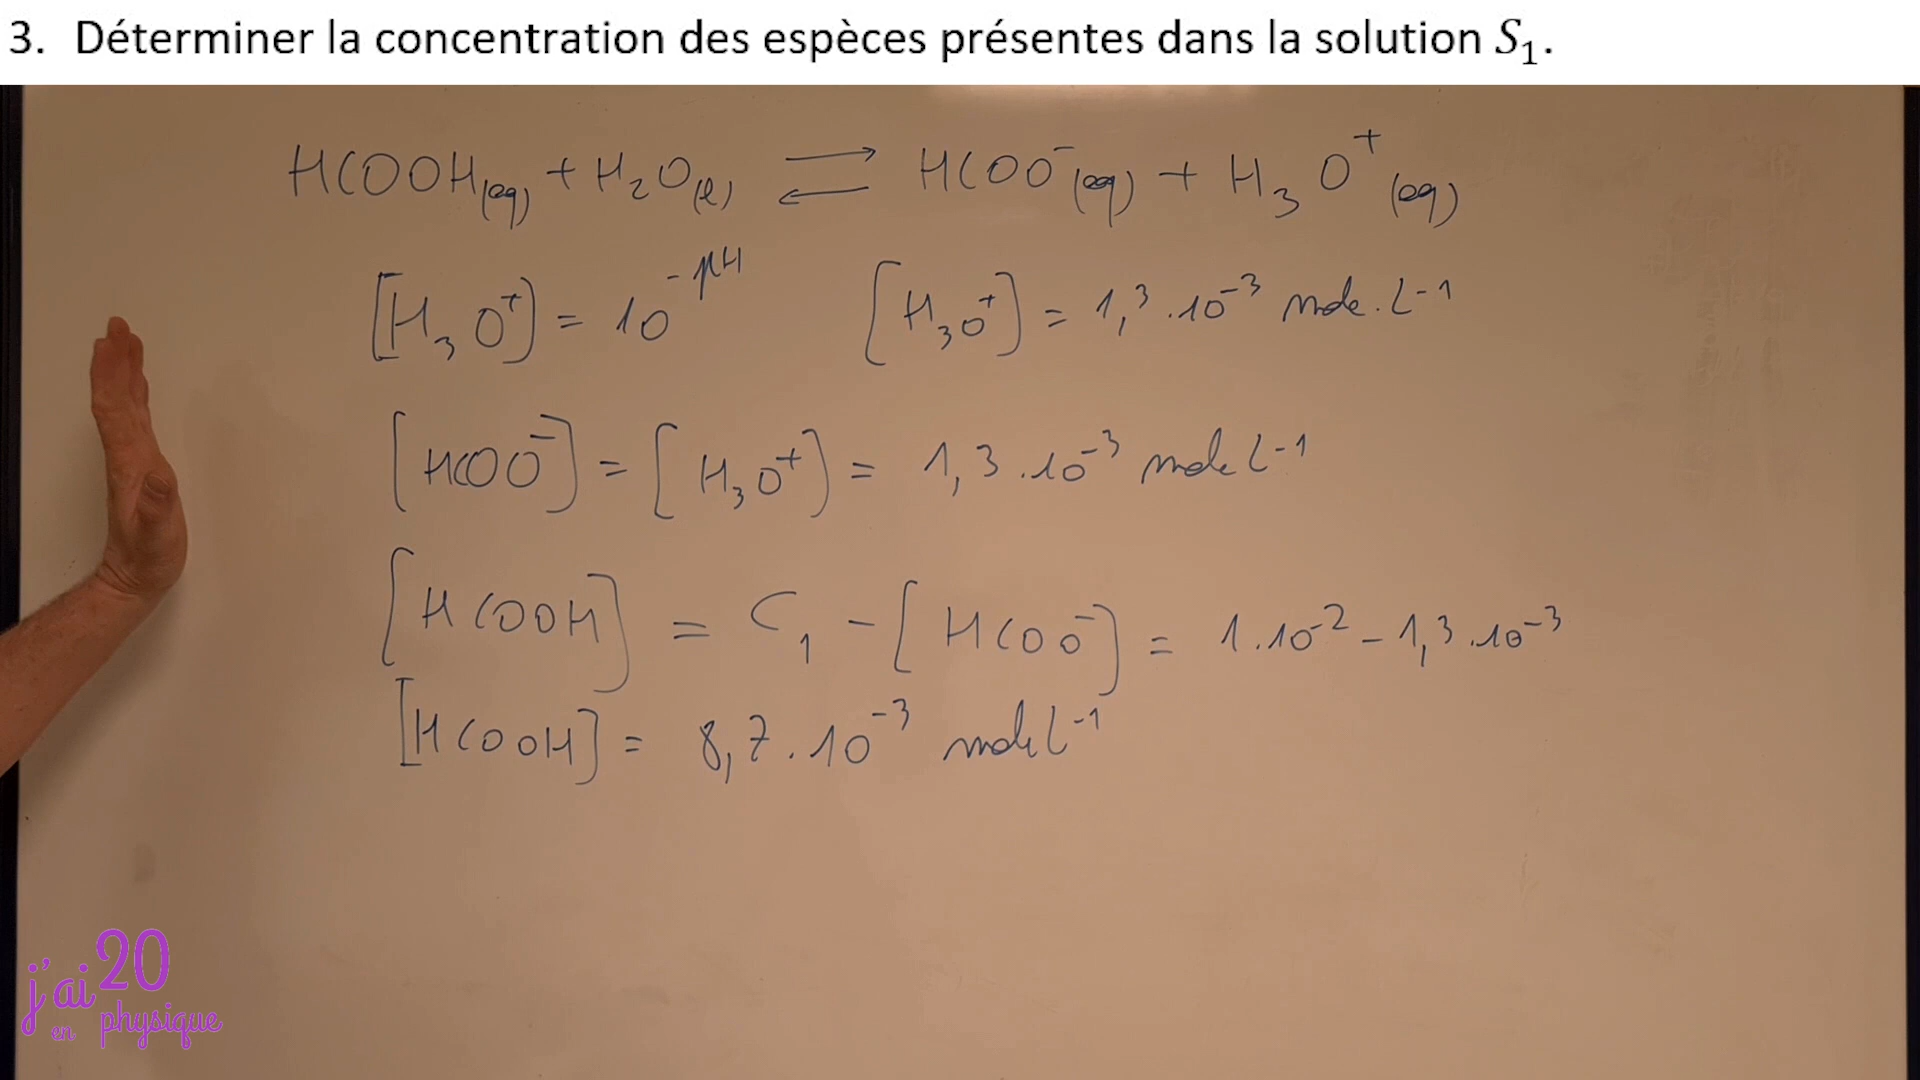 3. Déterminer la concentration des espèces présentes dans la solution S₁.
HCOOH(aq) + H₂O(l) ⇌ HCOO⁻(aq) + H₃O⁺(aq)
[H₃O⁺] = 10^-pH [H₃O⁺] = 1,3 . 10⁻³ mol.L⁻¹
[HCOO⁻] = [H₃O⁺] = 1,3 . 10⁻³ mol.L⁻¹
[HCOOH] = C₁ - [HCOO⁻] = 1 . 10⁻² - 1,3 . 10⁻³
[HCOOH] = 8,7 . 10⁻³ mol.L⁻¹
j'ai 20
en physique